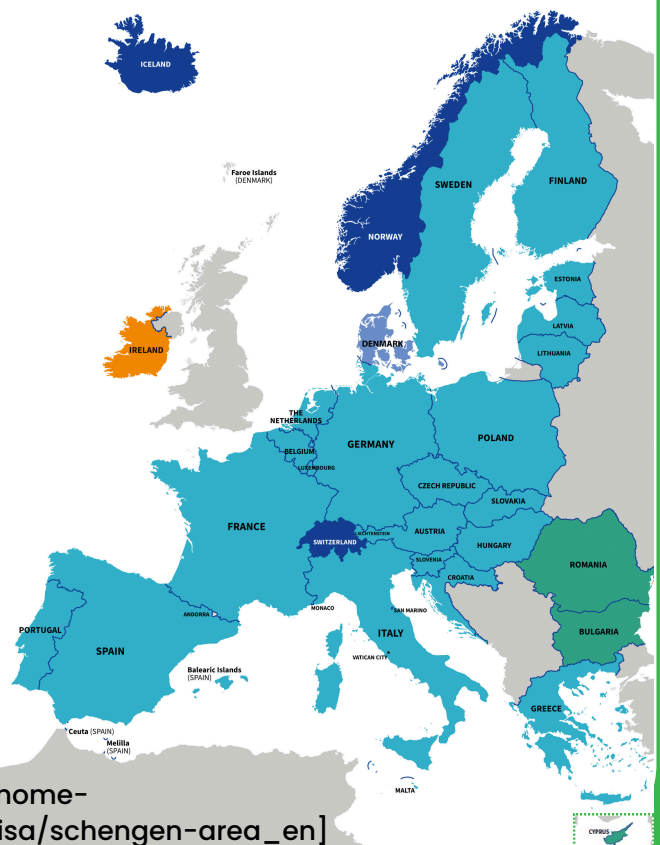 ICELAND
Faroe Islands
(DENMARK)
SWEDEN
FINLAND
NORWAY
ESTONIA
LATVIA
DENMARK
IRELAND
LITHUANIA
THE
NETHERLANDS
GERMANY
POLAND
BELGIUM
LUXEMBOURG
CZECH REPUBLIC
SLOVAKIA
FRANCE
AUSTRIA
LIECHTENSTEIN
SWITZERLAND
HUNGARY
SLOVENIA
ROMANIA
CROATIA
MONACO
SAN MARINO
ANDORRA
PORTUGAL
ITALY
BULGARIA
SPAIN
VATICAN CITY
Balearic Islands
(SPAIN)
GREECE
Ceuta (SPAIN)
Melilla
(SPAIN)
MALTA
nome-
isa/schengen-area_en]
CYPRUS